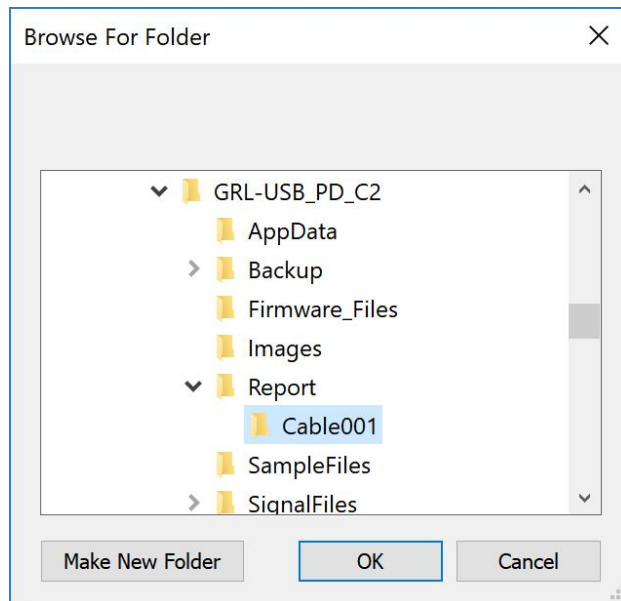 Browse For Folder
GRL-USB_PD_C2
AppData
Backup
Firmware_Files
Images
Report
Cable001
SampleFiles
SignalFiles
Make New Folder
OK
Cancel